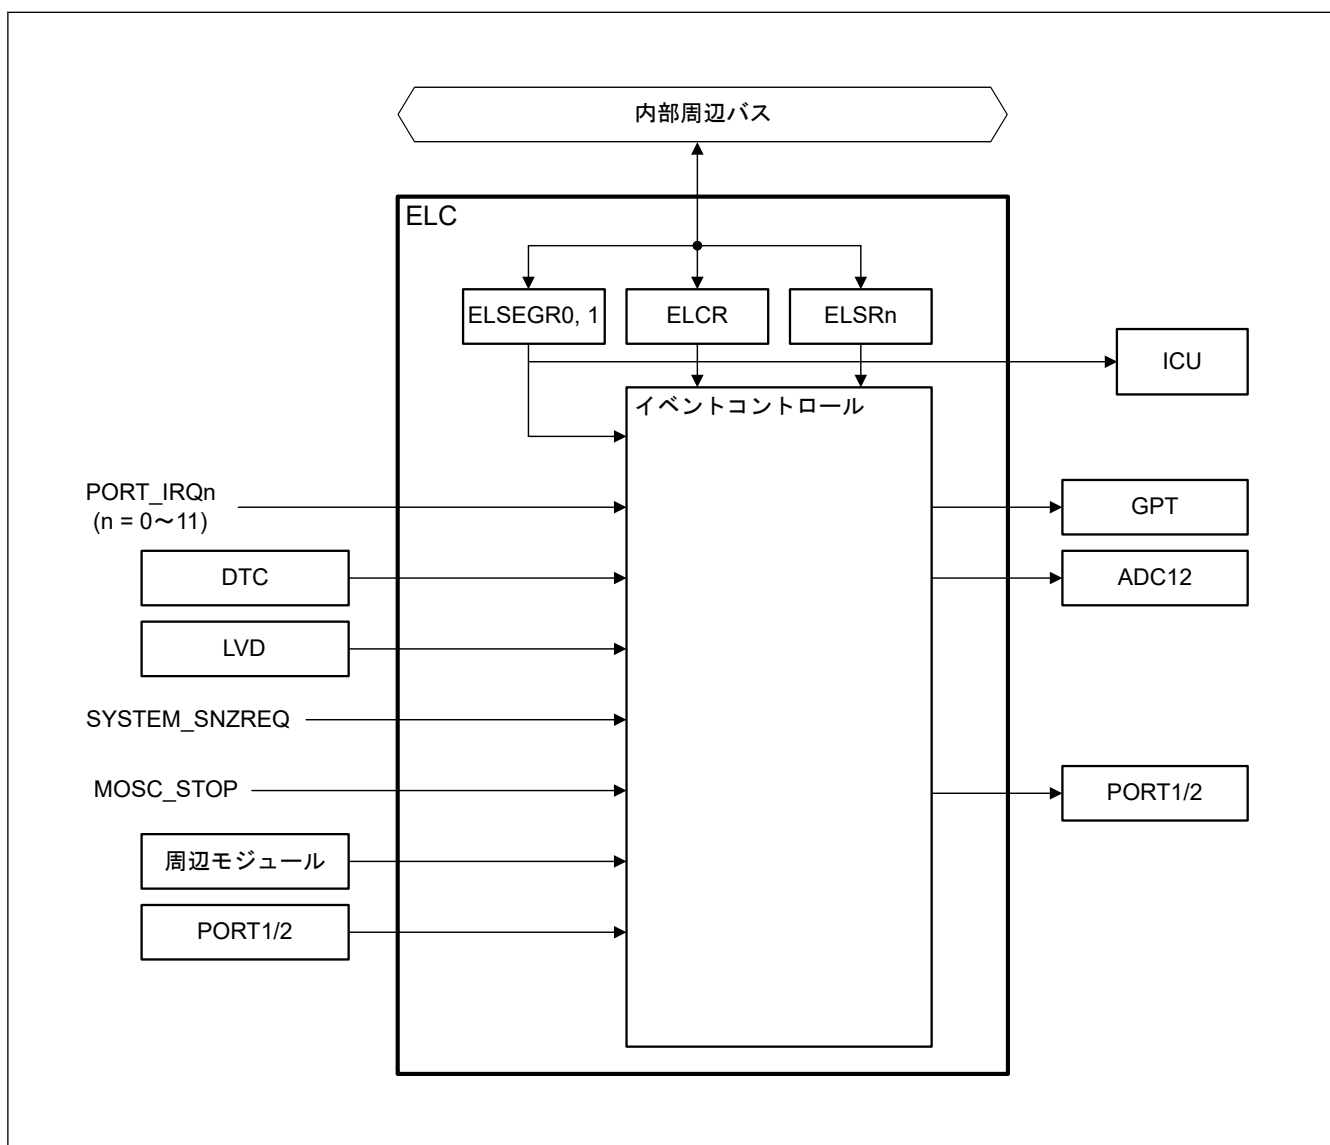 内部周辺バス
ELC
ELSEGR0, 1
ELCR
ELSRn
ICU
イベントコントロール
PORT_IRQn
(n = 0～11)
GPT
DTC
ADC12
LVD
SYSTEM_SNZREQ
MOSC_STOP
PORT1/2
周辺モジュール
PORT1/2